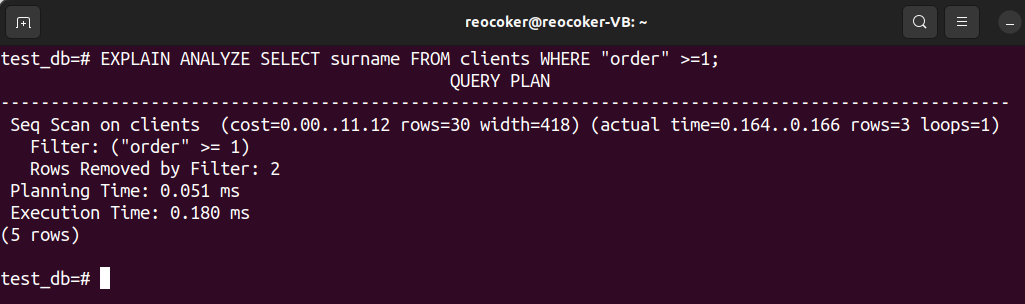 reocoker@reocoker-VB: ~
test_db=# EXPLAIN ANALYZE SELECT surname FROM clients WHERE "order" >=1;
QUERY PLAN
-----------------------------------------------------------------------------------------------------
Seq Scan on clients  (cost=0.00..11.12 rows=30 width=418) (actual time=0.164..0.166 rows=3 loops=1)
Filter: ("order" >= 1)
Rows Removed by Filter: 2
Planning Time: 0.051 ms
Execution Time: 0.180 ms
(5 rows)
test_db=#